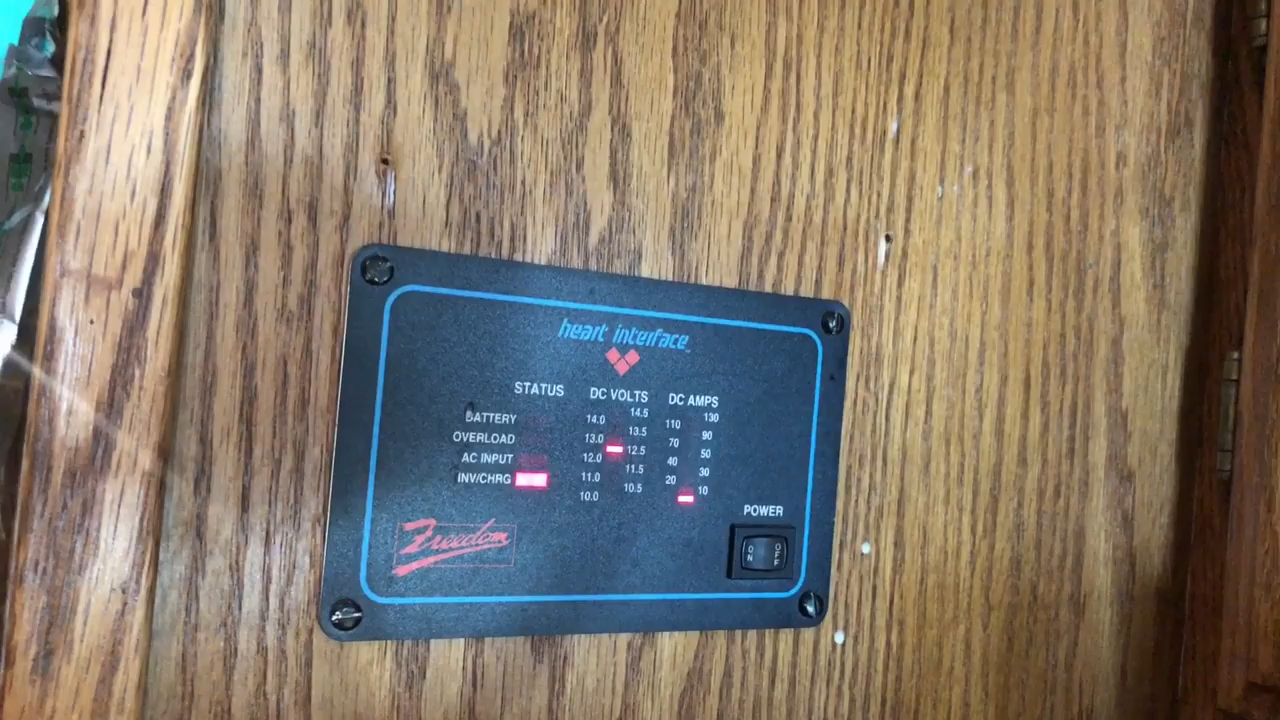 heart interface
STATUS DC VOLTS DC AMPS
BATTERY 14.0 14.5 110 130
OVERLOAD 13.0 13.5 70 90
AC INPUT 12.0 12.5 40 50
INV/CHRG 11.0 11.5 20 30
10.0 10.5 10
POWER
ON OFF
Freedom